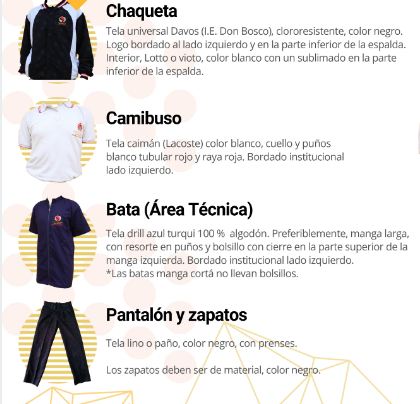 Chaqueta
Tela universal Davos (I.E. Don Bosco), clororesistente, color negro.
Logo bordado al lado izquierdo y en la parte inferior de la espalda.
Interior, Lotto o vioto, color blanco con un sublimado en la parte
inferior de la espalda.
Camibuso
Tela caimán (Lacoste) color blanco, cuello y puños
blanco tubular rojo y raya roja. Bordado institucional
lado izquierdo.
Bata (Área Técnica)
Tela drill azul turqui 100 % algodón. Preferiblemente, manga larga,
con resorte en puños y bolsillo con cierre en la parte superior de la
manga izquierda. Bordado institucional lado izquierdo.
*Las batas manga cortá no llevan bolsillos.
Pantalón y zapatos
Tela lino o paño, color negro, con prenses.
Los zapatos deben ser de material, color negro.